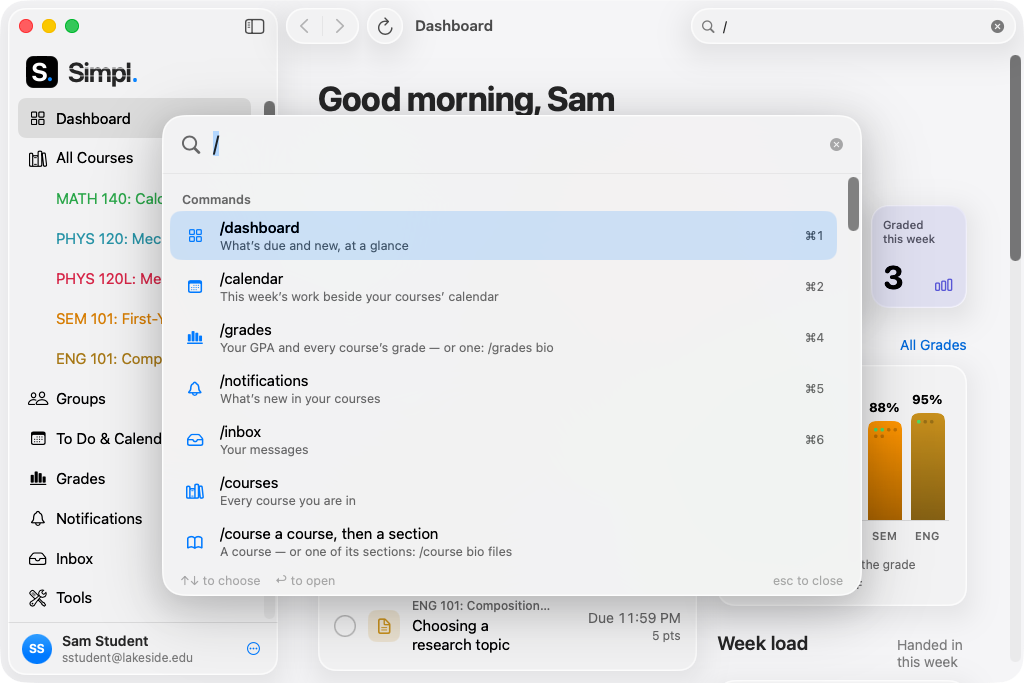 Dashboard
/
S.
Simpl.
Good morning, Sam
Dashboard
All Courses
MATH 140: Calc
PHYS 120: Mec
PHYS 120L: Me
SEM 101: First-Y
ENG 101: Comp
Groups
To Do & Calend
Grades
Notifications
Inbox
Tools
SS
Sam Student
sstudent@lakeside.edu
/
Commands
/dashboard
What's due and new, at a glance
⌘1
/calendar
This week's work beside your courses' calendar
⌘2
/grades
Your GPA and every course's grade — or one: /grades bio
⌘4
/notifications
What's new in your courses
⌘5
/inbox
Your messages
⌘6
/courses
Every course you are in
/course a course, then a section
A course — or one of its sections: /course bio files
↑↓ to choose
↩ to open
esc to close
Graded
this week
3
All Grades
88%
95%
SEM
ENG
the grade
ENG 101: Composition…
Choosing a
research topic
Due 11:59 PM
5 pts
Week load
Handed in
this week